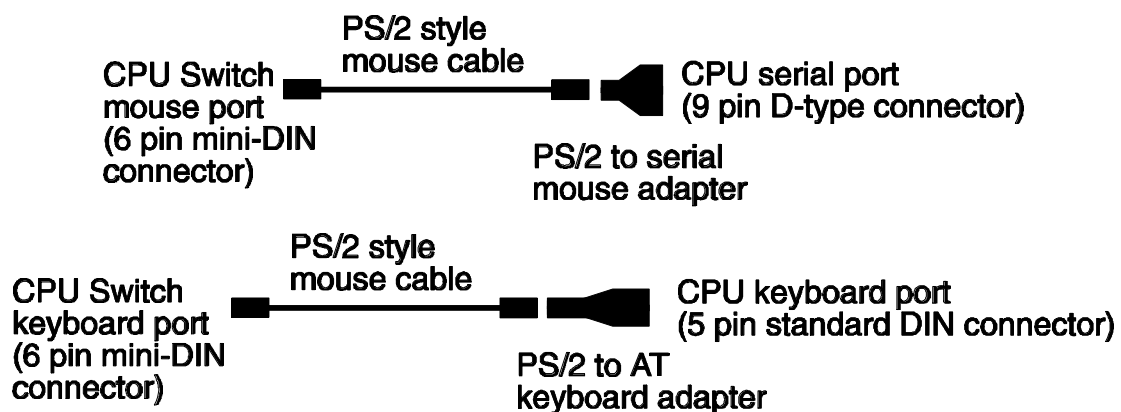 PS/2 style
mouse cable
CPU Switch
mouse port
(6 pin mini-DIN
connector)
CPU serial port
(9 pin D-type connector)
PS/2 to serial
mouse adapter
PS/2 style
mouse cable
CPU Switch
keyboard port
(6 pin mini-DIN
connector)
CPU keyboard port
(5 pin standard DIN connector)
PS/2 to AT
keyboard adapter